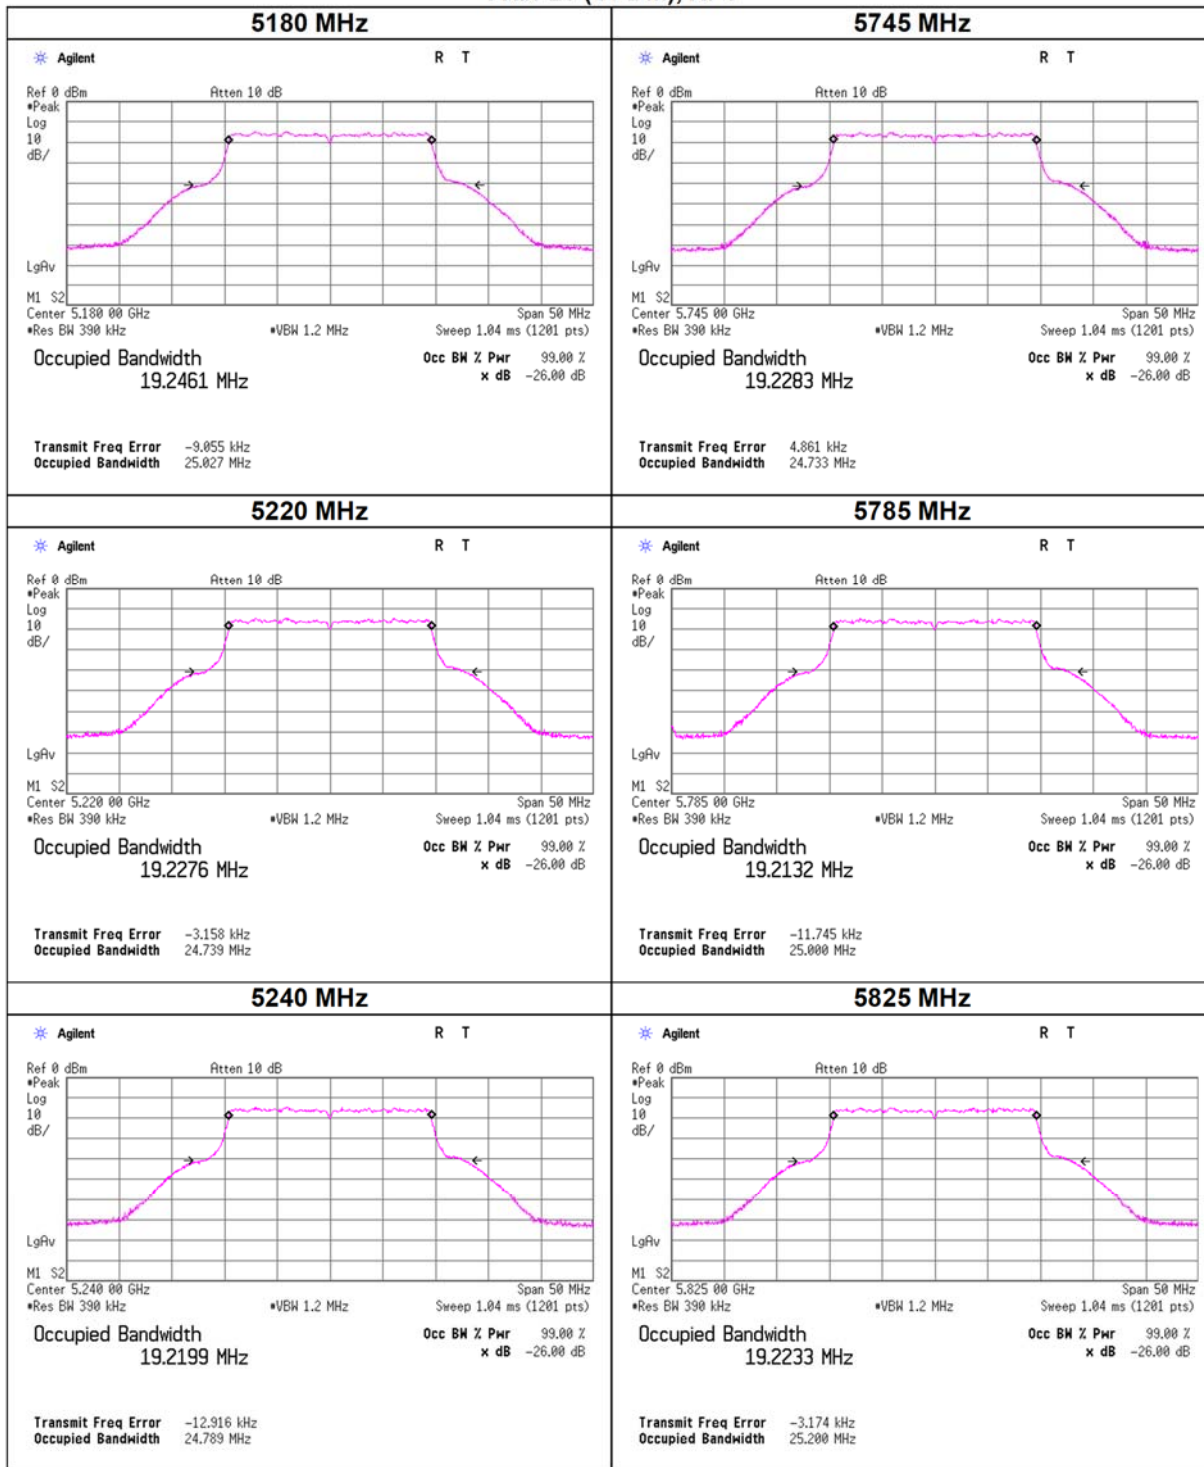 5180 MHz
Agilent R T
Ref 0 dBm Atten 10 dB
*Peak
Log
10
dB/
LgAv
M1 S2
Center 5.180 00 GHz Span 50 MHz
*Res BW 390 kHz *VBW 1.2 MHz Sweep 1.04 ms (1201 pts)
Occupied Bandwidth Occ BW % Pwr 99.00 %
19.2461 MHz x dB -26.00 dB
Transmit Freq Error -9.055 kHz
Occupied Bandwidth 25.027 MHz
5745 MHz
Agilent R T
Ref 0 dBm Atten 10 dB
*Peak
Log
10
dB/
LgAv
M1 S2
Center 5.745 00 GHz Span 50 MHz
*Res BW 390 kHz *VBW 1.2 MHz Sweep 1.04 ms (1201 pts)
Occupied Bandwidth Occ BW % Pwr 99.00 %
19.2283 MHz x dB -26.00 dB
Transmit Freq Error 4.861 kHz
Occupied Bandwidth 24.733 MHz
5220 MHz
Agilent R T
Ref 0 dBm Atten 10 dB
*Peak
Log
10
dB/
LgAv
M1 S2
Center 5.220 00 GHz Span 50 MHz
*Res BW 390 kHz *VBW 1.2 MHz Sweep 1.04 ms (1201 pts)
Occupied Bandwidth Occ BW % Pwr 99.00 %
19.2276 MHz x dB -26.00 dB
Transmit Freq Error -3.158 kHz
Occupied Bandwidth 24.739 MHz
5785 MHz
Agilent R T
Ref 0 dBm Atten 10 dB
*Peak
Log
10
dB/
LgAv
M1 S2
Center 5.785 00 GHz Span 50 MHz
*Res BW 390 kHz *VBW 1.2 MHz Sweep 1.04 ms (1201 pts)
Occupied Bandwidth Occ BW % Pwr 99.00 %
19.2132 MHz x dB -26.00 dB
Transmit Freq Error -11.745 kHz
Occupied Bandwidth 25.000 MHz
5240 MHz
Agilent R T
Ref 0 dBm Atten 10 dB
*Peak
Log
10
dB/
LgAv
M1 S2
Center 5.240 00 GHz Span 50 MHz
*Res BW 390 kHz *VBW 1.2 MHz Sweep 1.04 ms (1201 pts)
Occupied Bandwidth Occ BW % Pwr 99.00 %
19.2199 MHz x dB -26.00 dB
Transmit Freq Error -12.916 kHz
Occupied Bandwidth 24.789 MHz
5825 MHz
Agilent R T
Ref 0 dBm Atten 10 dB
*Peak
Log
10
dB/
LgAv
M1 S2
Center 5.825 00 GHz Span 50 MHz
*Res BW 390 kHz *VBW 1.2 MHz Sweep 1.04 ms (1201 pts)
Occupied Bandwidth Occ BW % Pwr 99.00 %
19.2233 MHz x dB -26.00 dB
Transmit Freq Error -3.174 kHz
Occupied Bandwidth 25.200 MHz